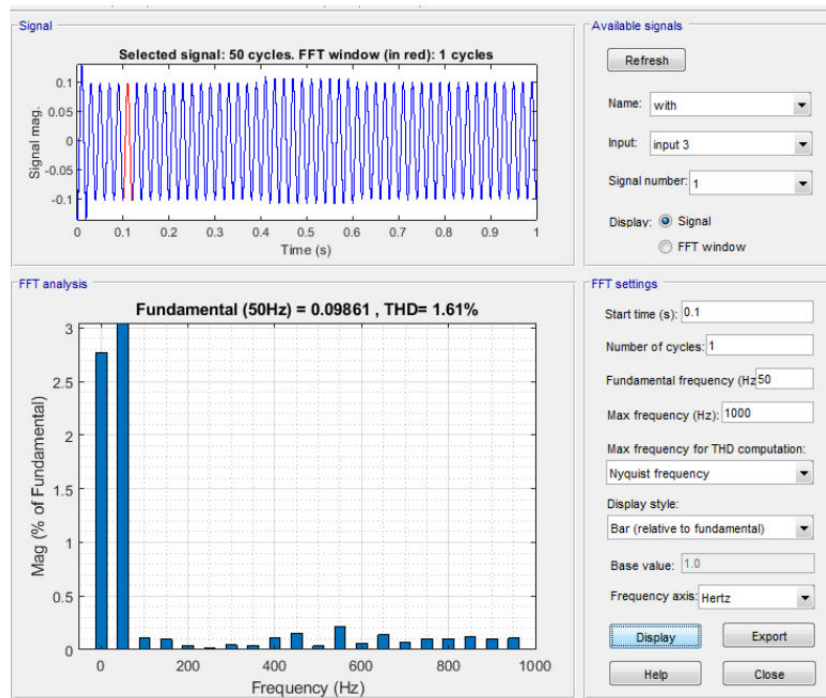 Signal
Selected signal: 50 cycles. FFT window (in red): 1 cycles
0.1
0.05
0
-0.05
-0.1
Signal mag.
0 0.1 0.2 0.3 0.4 0.5 0.6 0.7 0.8 0.9 1
Time (s)
FFT analysis
Fundamental (50Hz) = 0.09861 , THD= 1.61%
3
2.5
2
1.5
1
0.5
0
Mag (% of Fundamental)
0 200 400 600 800 1000
Frequency (Hz)
Available signals
Refresh
Name: with
Input: input 3
Signal number: 1
Display: Signal
FFT window
FFT settings
Start time (s): 0.1
Number of cycles: 1
Fundamental frequency (Hz 50
Max frequency (Hz): 1000
Max frequency for THD computation:
Nyquist frequency
Display style:
Bar (relative to fundamental)
Base value: 1.0
Frequency axis: Hertz
Display Export
Help Close